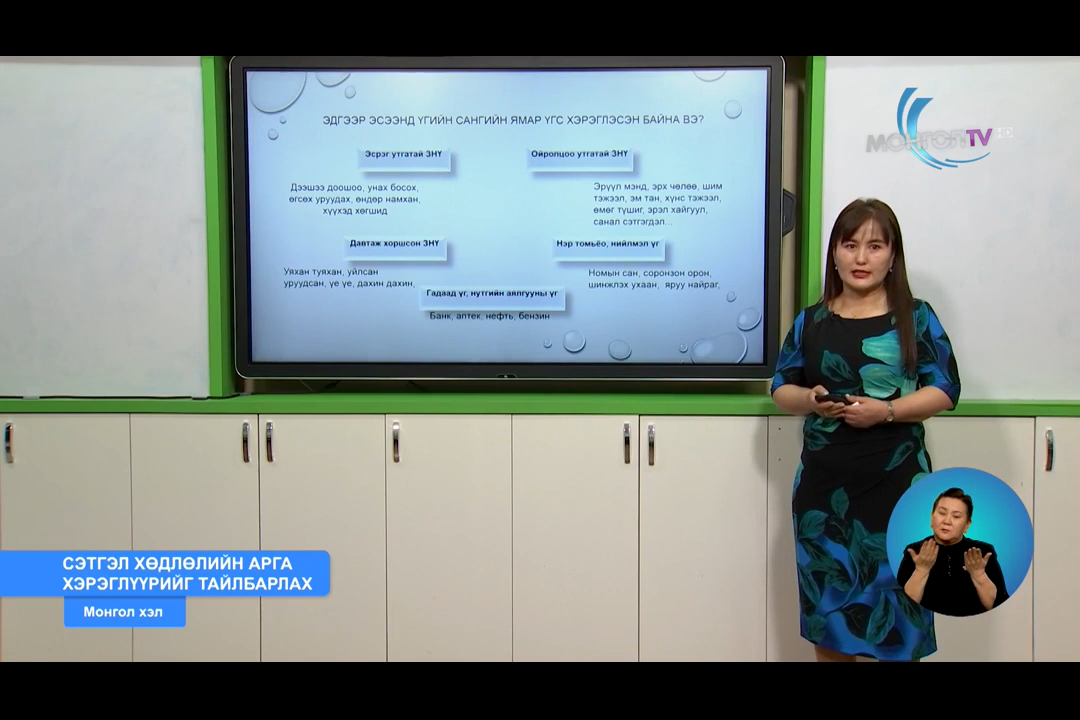 ЭДГЭЭР ЭСЭЭНД ҮГИЙН САНГИЙН ЯМАР ҮГС ХЭРЭГЛЭСЭН БАЙНА ВЭ?
Эсрэг утгатай ЗНҮ
Дээшээ доошоо, унах босох,
өгсөх уруудах, өндөр намхан,
хүүхэд хөгшид
Ойролцоо утгатай ЗНҮ
Эрүүл мэнд, эрх чөлөө, шим
тэжээл, эм тан, хүнс тэжээл,
өмөг түшиг, эрэл хайгуул,
санал сэтгэгдэл...
Давтаж хоршсон ЗНҮ
Уяхан туяхан, уйлсан
уруудсан, үе үе, дахин дахин,
Нэр томьёо, нийлмэл үг
Номын сан, соронзон орон,
шинжлэх ухаан, яруу найраг,
Гадаад үг, нутгийн аялгууны үг
Банк, аптек, нефть, бензин
МОНГОЛ TV HD
СЭТГЭЛ ХӨДЛӨЛИЙН АРГА
ХЭРЭГЛҮҮРИЙГ ТАЙЛБАРЛАХ
Монгол хэл